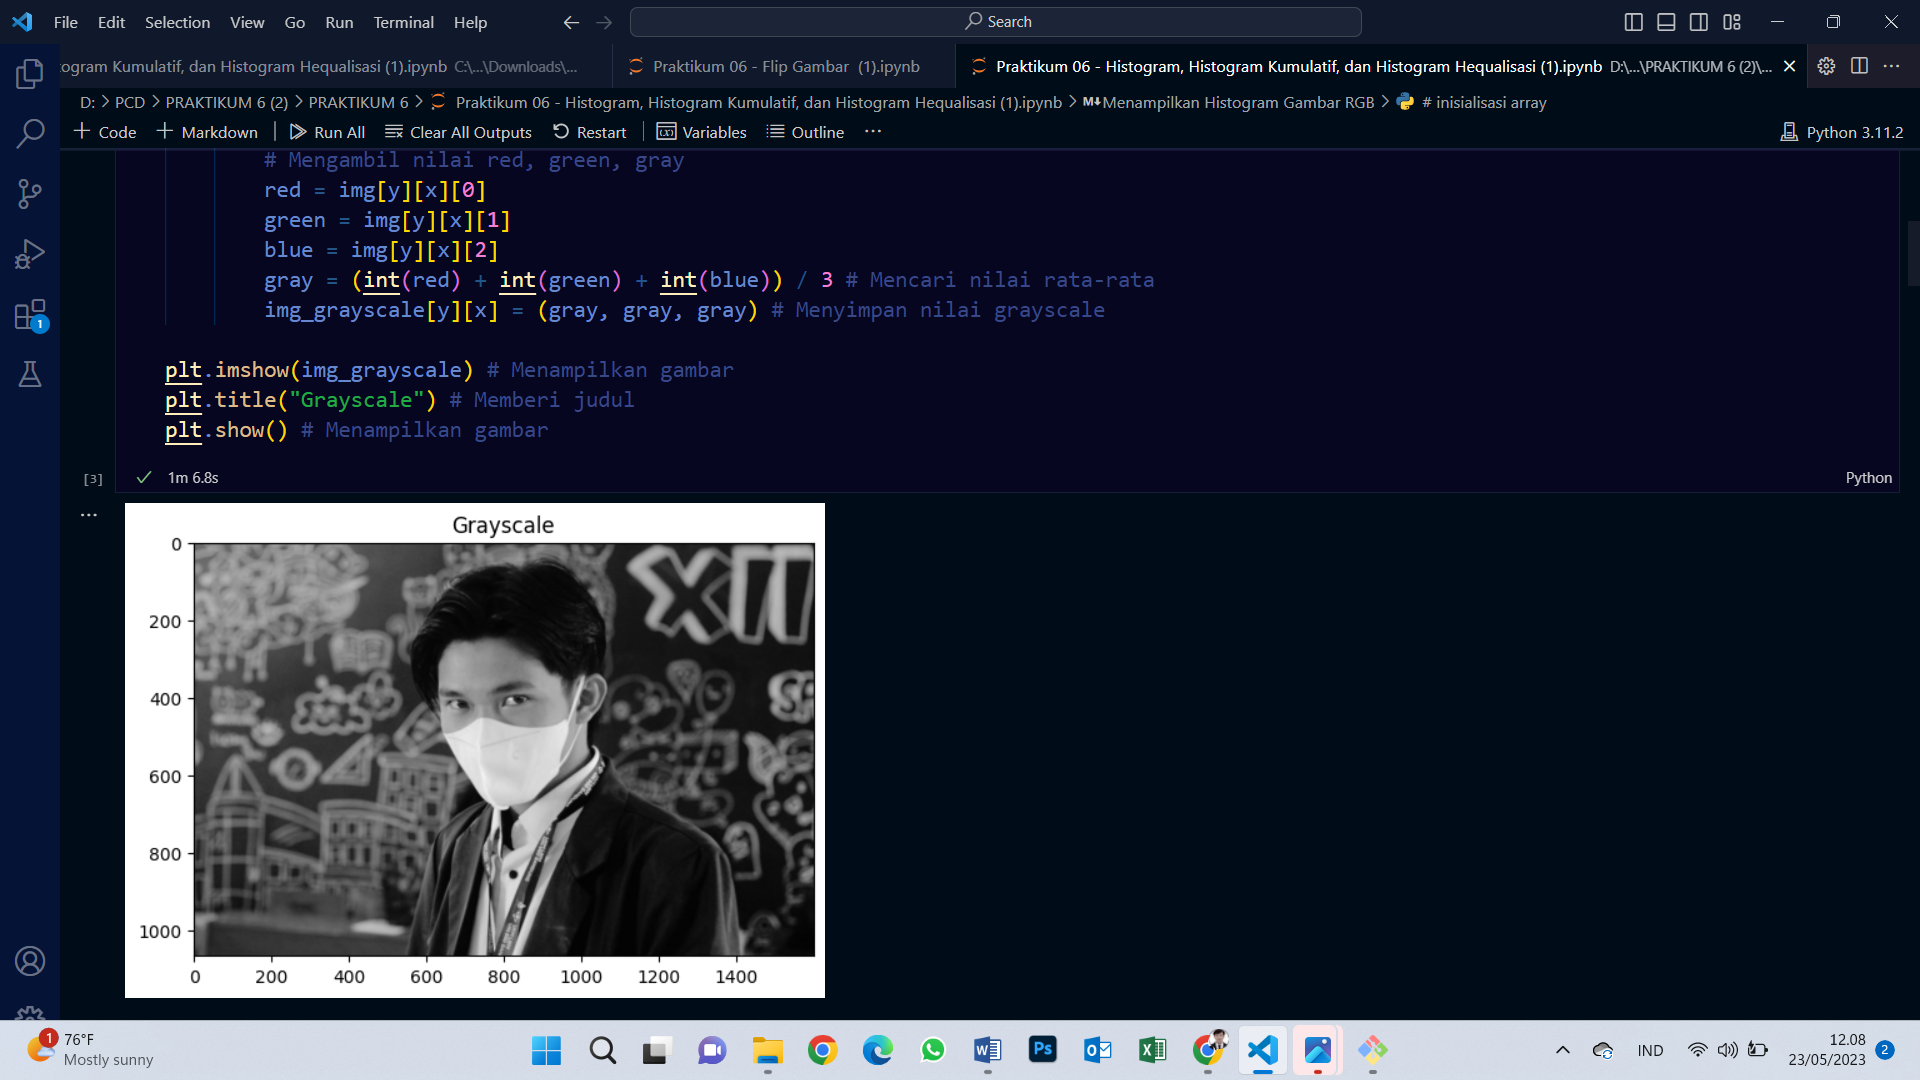 File Edit Selection View Go Run Terminal Help
Search
togram Kumulatif, dan Histogram Hequalisasi (1).ipynb C:\...\Downloads\...
Praktikum 06 - Flip Gambar (1).ipynb
Praktikum 06 - Histogram, Histogram Kumulatif, dan Histogram Hequalisasi (1).ipynb D:\...\PRAKTIKUM 6 (2)\...
D: > PCD > PRAKTIKUM 6 (2) > PRAKTIKUM 6 > Praktikum 06 - Histogram, Histogram Kumulatif, dan Histogram Hequalisasi (1).ipynb > M↓Menampilkan Histogram Gambar RGB > # inisialisasi array
+ Code + Markdown | Run All Clear All Outputs Restart | Variables Outline ...
Python 3.11.2
# Mengambil nilai red, green, gray
red = img[y][x][0]
green = img[y][x][1]
blue = img[y][x][2]
gray = (int(red) + int(green) + int(blue)) / 3 # Mencari nilai rata-rata
img_grayscale[y][x] = (gray, gray, gray) # Menyimpan nilai grayscale
plt.imshow(img_grayscale) # Menampilkan gambar
plt.title("Grayscale") # Memberi judul
plt.show() # Menampilkan gambar
[3] ✓ 1m 6.8s
Python
1
...
Grayscale
0
200
400
600
800
1000
0 200 400 600 800 1000 1200 1400
XII
1
76°F
Mostly sunny
Ps
IND
12.08
23/05/2023
2